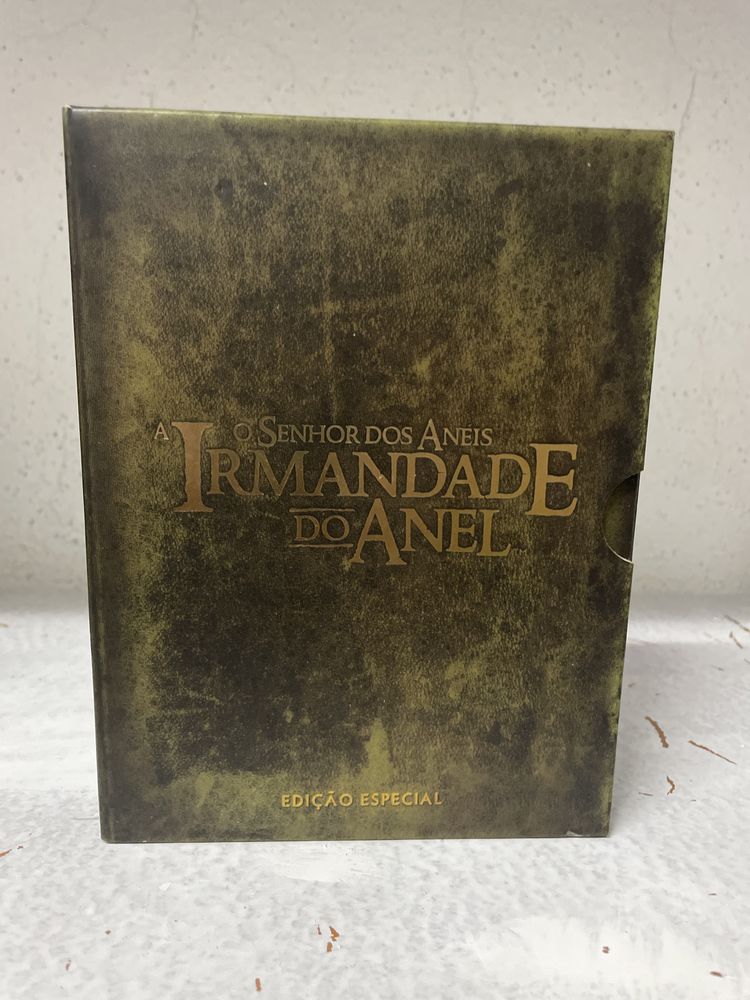 O SENHOR DOS ANEIS
A IRMANDADE
DO ANEL
EDIÇÃO ESPECIAL